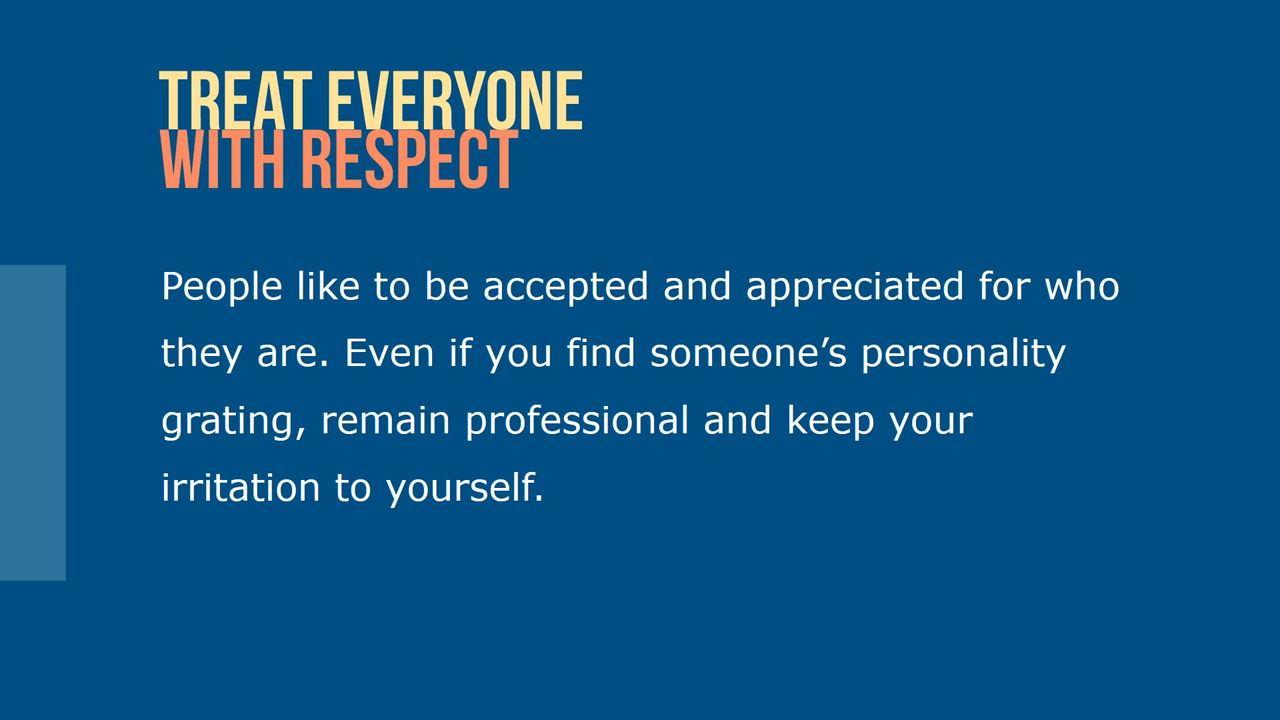 TREAT EVERYONE
WITH RESPECT
People like to be accepted and appreciated for who
they are. Even if you find someone’s personality
grating, remain professional and keep your
irritation to yourself.